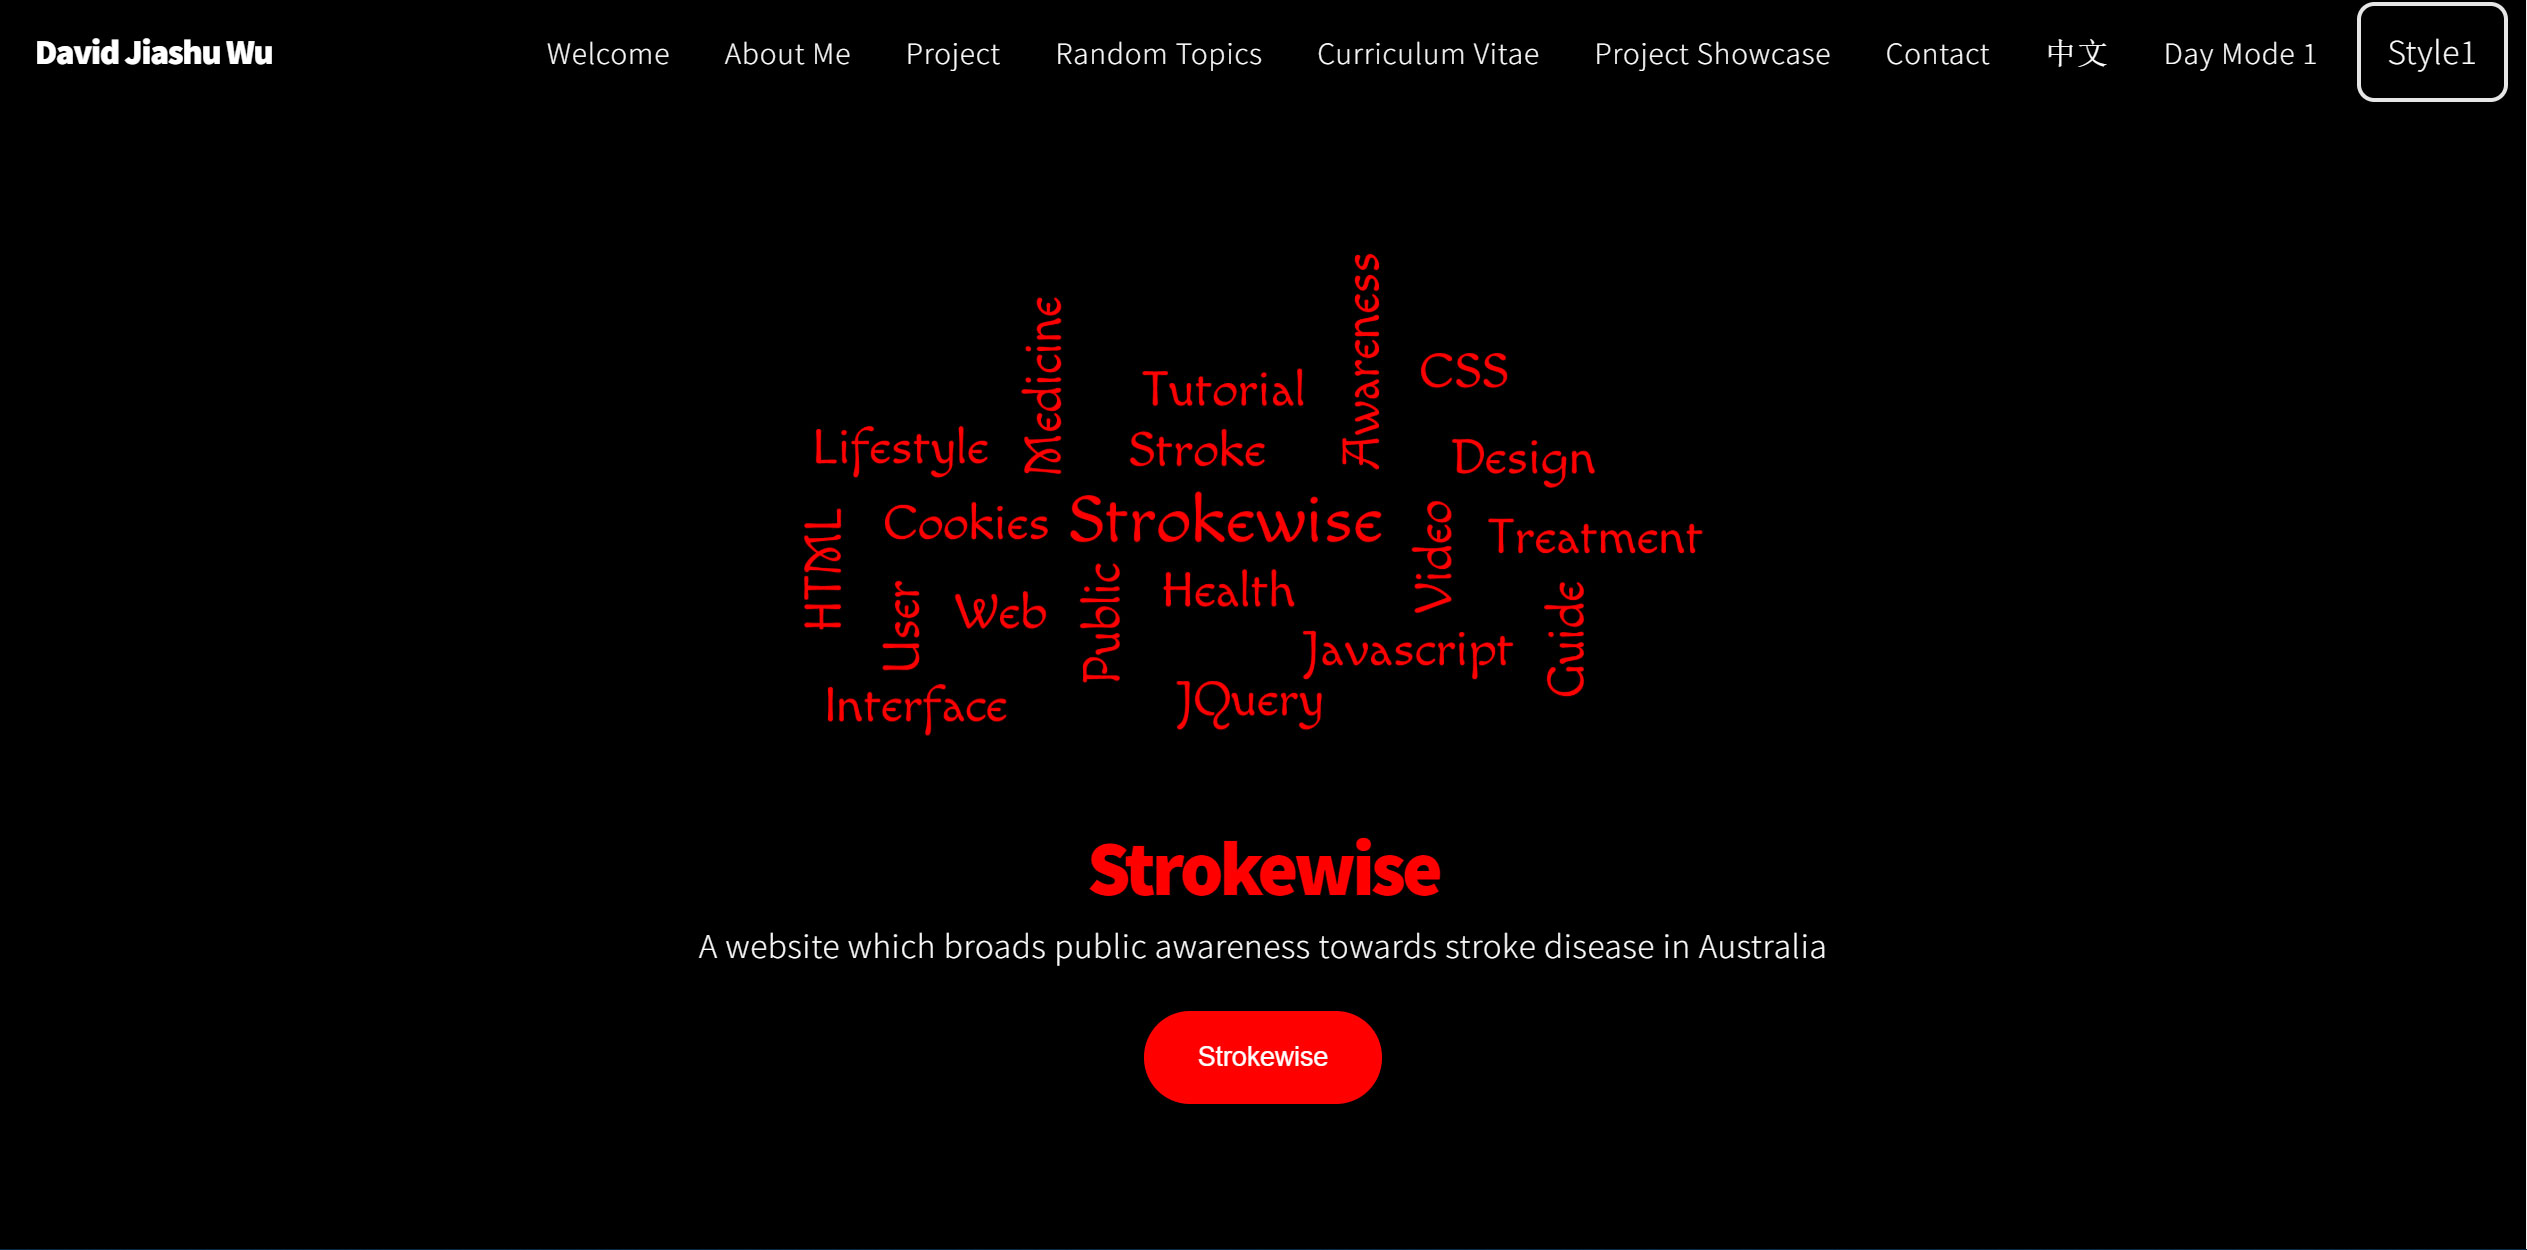 David Jiashu Wu Welcome About Me Project Random Topics Curriculum Vitae Project Showcase Contact 中文 Day Mode 1 Style1
Awareness
Medicine
CSS
Tutorial
Lifestyle
Stroke
Design
HTML
Cookies
Strokewise
Video
Treatment
User
Web
Public
Health
Guide
Javascript
Interface
JQuery
Strokewise
A website which broads public awareness towards stroke disease in Australia
Strokewise